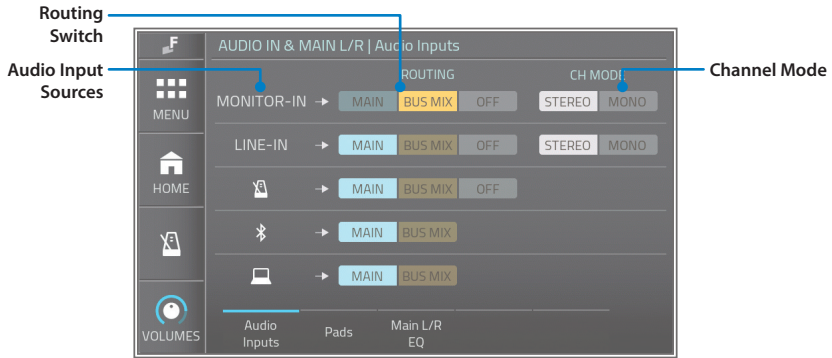 Routing
Switch
Audio Input
Sources
Channel Mode
F
AUDIO IN & MAIN L/R | Audio Inputs
MENU
HOME
VOLUMES
ROUTING
CH MODE
MONITOR-IN MAIN BUS MIX OFF STEREO MONO
LINE-IN MAIN BUS MIX OFF STEREO MONO
MAIN BUS MIX OFF
MAIN BUS MIX
MAIN BUS MIX
Audio
Inputs
Pads
Main L/R
EQ